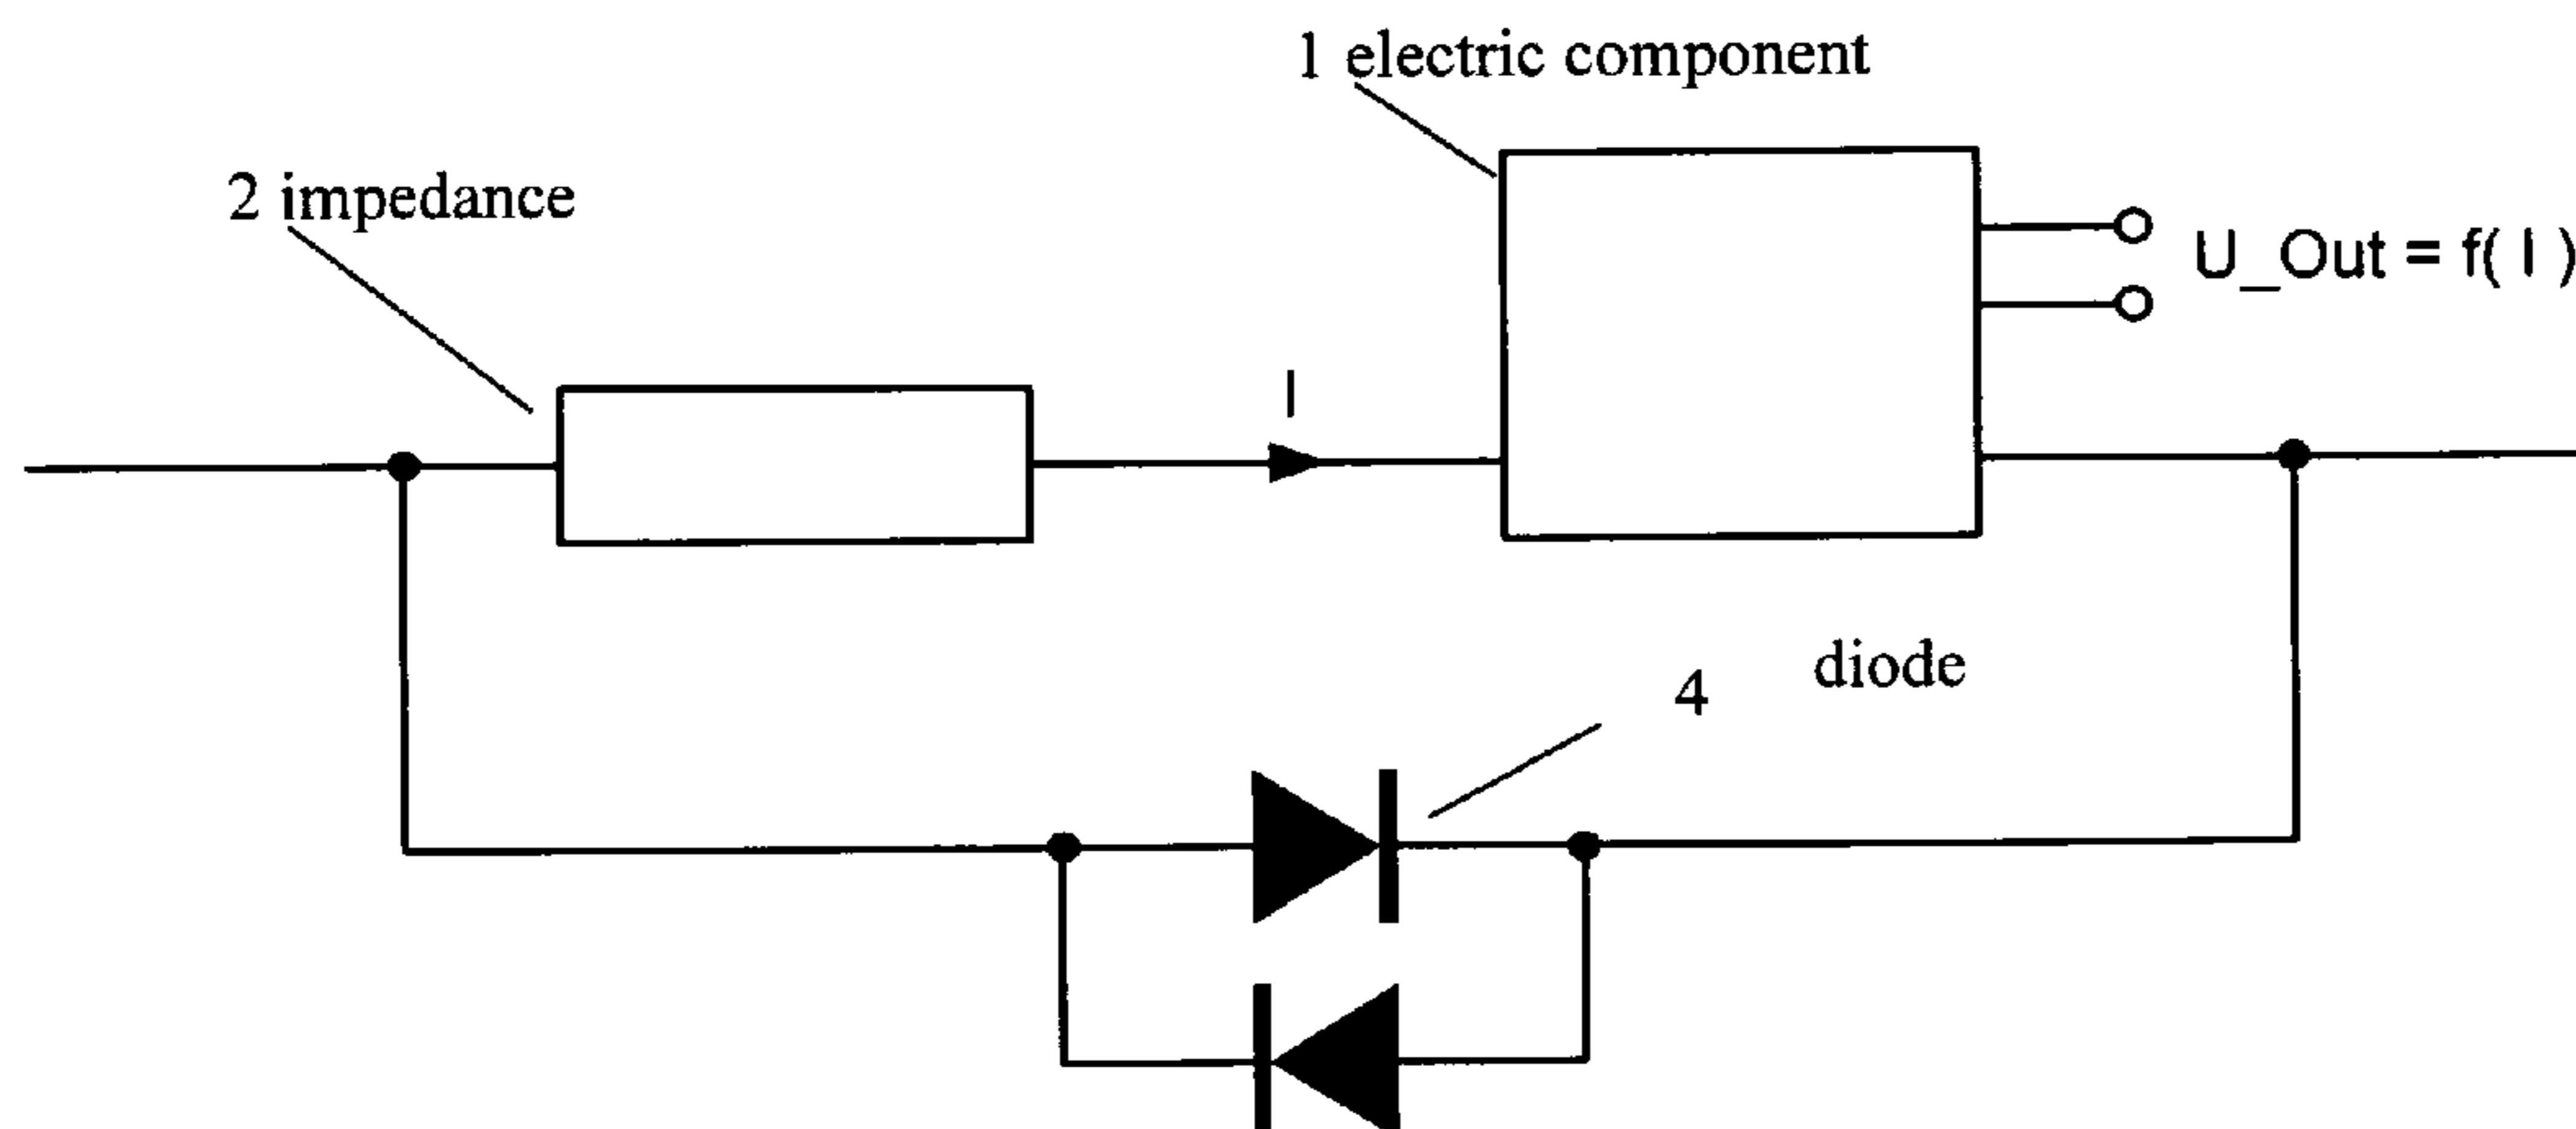 1 electric component
2 impedance
U_Out = f( I )
I
diode
4